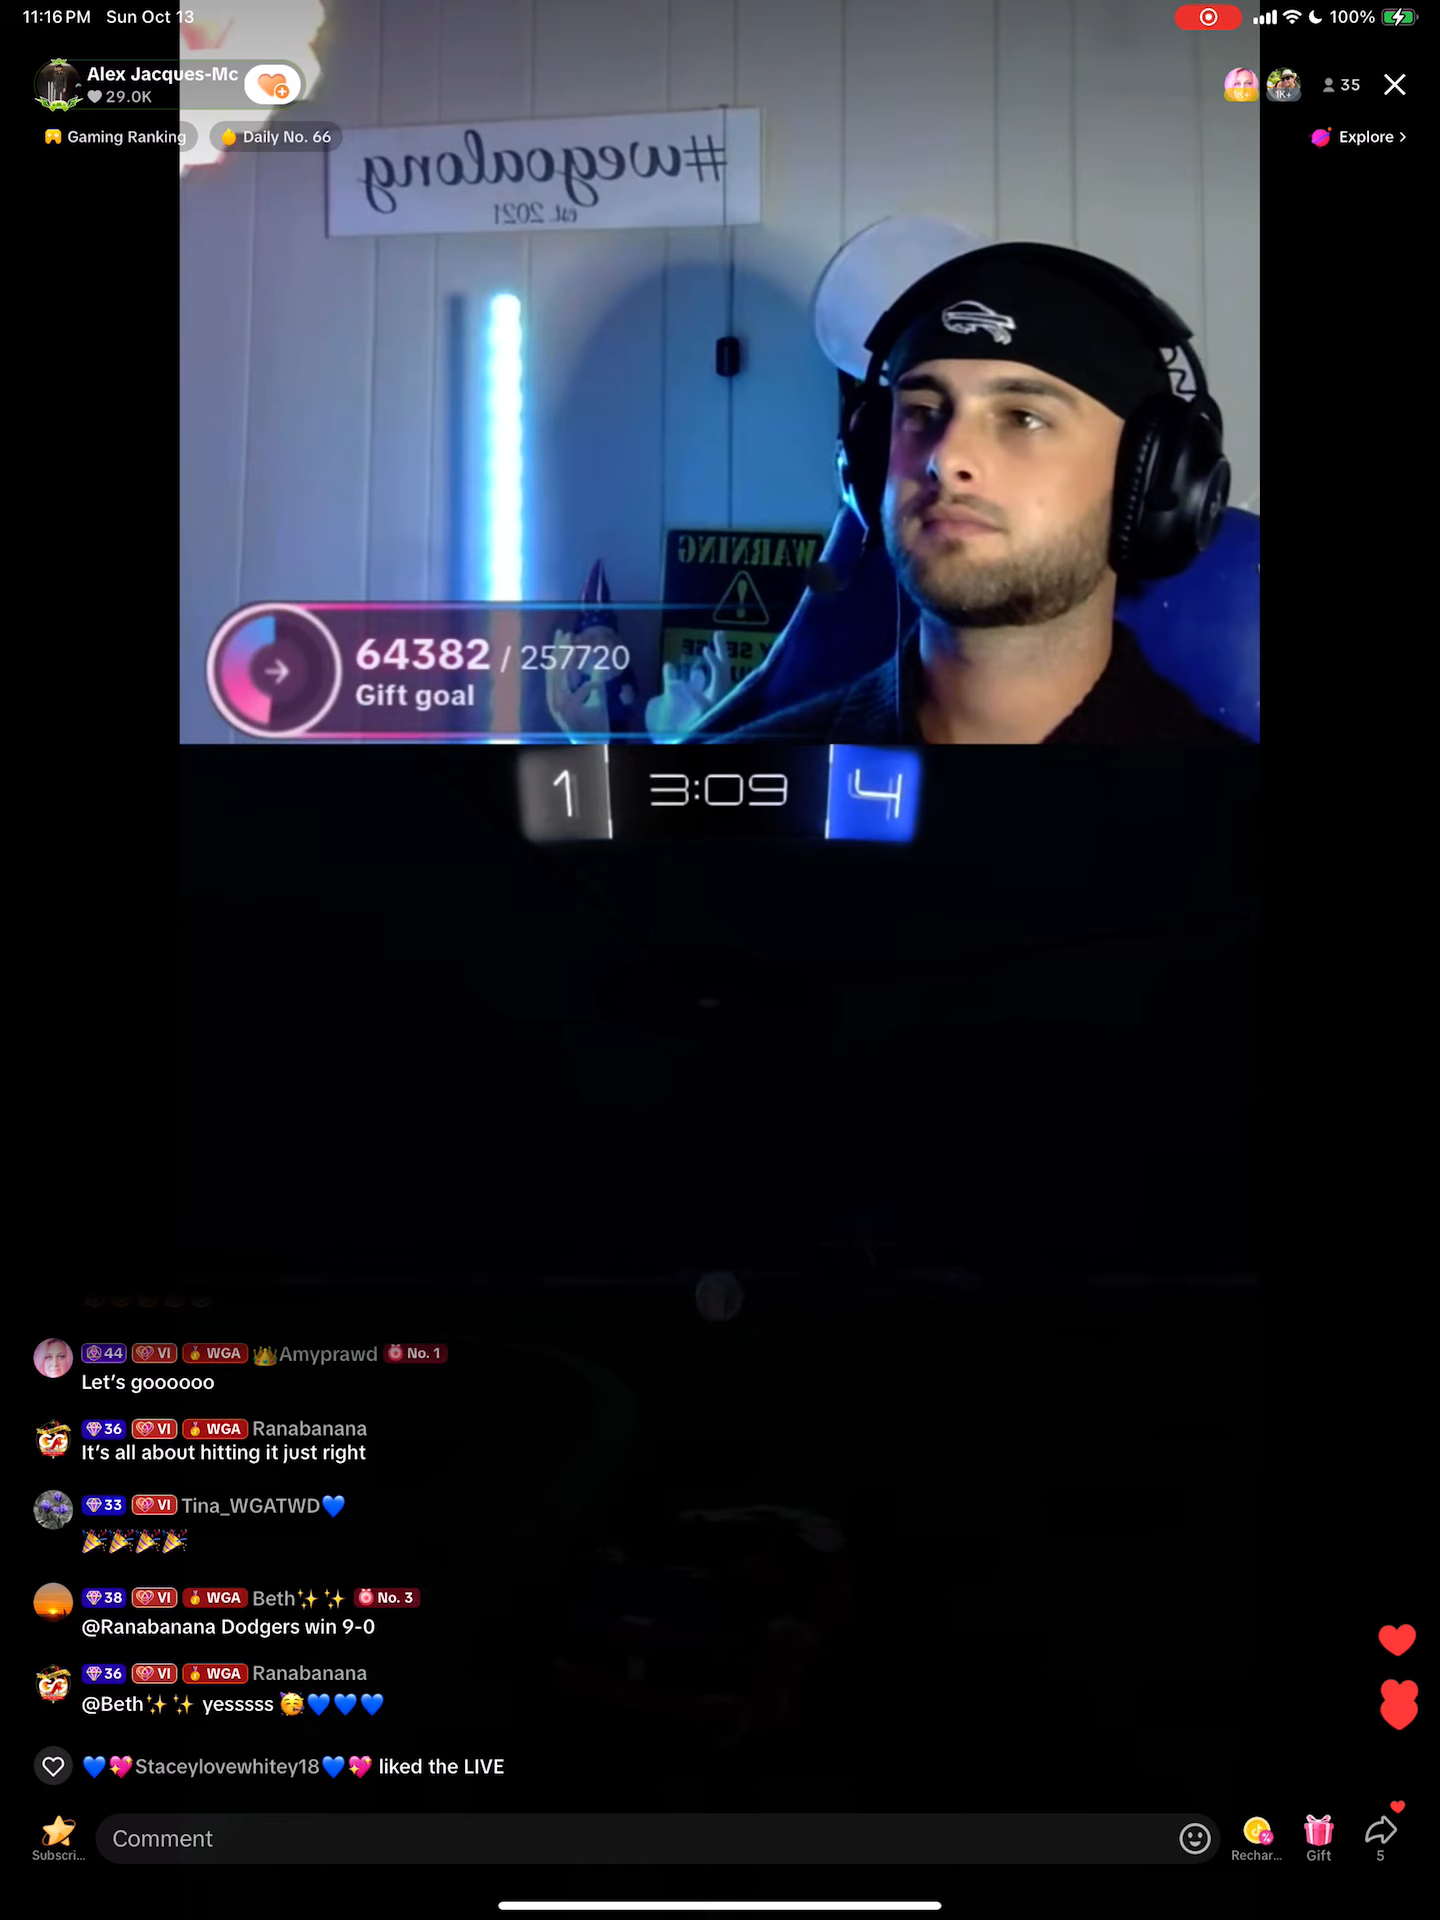 11:16 PM Sun Oct 13
100%
Alex Jacques-Mc
29.0K
1K+
1K+
35
Gaming Ranking
Daily No. 66
Explore >
#wegoalong
est. 2021
WARNING
64382 / 257720
Gift goal
1 3:09 4
44 VI WGA Amyprawd No. 1
Let’s goooooo
36 VI WGA Ranabanana
It’s all about hitting it just right
33 VI Tina_WGATWD💙
🎉🎉🎉🎉
38 VI WGA Beth✨✨ No. 3
@Ranabanana Dodgers win 9-0
36 VI WGA Ranabanana
@Beth✨✨ yesssss 🥳💙💙💙
💙💖Staceylovewhitey18💙💖 liked the LIVE
Subscri...
Comment
Rechar...
Gift
5